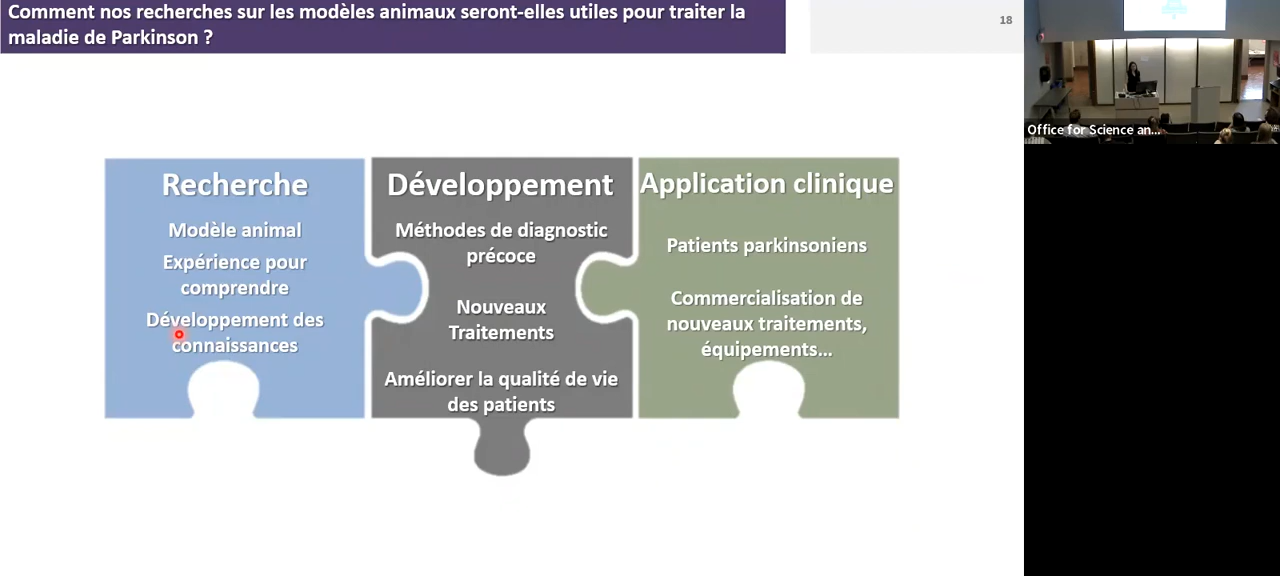 Comment nos recherches sur les modèles animaux seront-elles utiles pour traiter la
maladie de Parkinson ?
18
Office for Science an...
Recherche
Modèle animal
Expérience pour
comprendre
Développement des
connaissances
Développement
Méthodes de diagnostic
précoce
Nouveaux
Traitements
Améliorer la qualité de vie
des patients
Application clinique
Patients parkinsoniens
Commercialisation de
nouveaux traitements,
équipements...